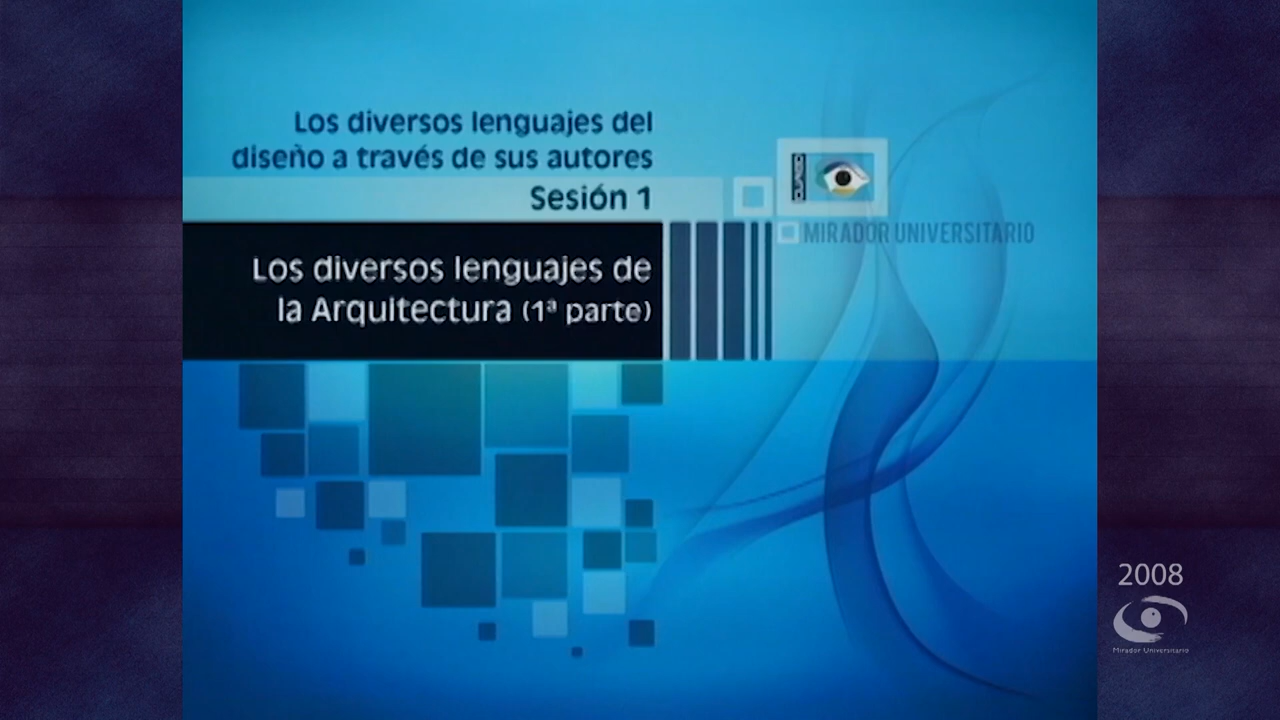 Los diversos lenguajes del
diseño a través de sus autores
Sesión 1
MIRADOR UNIVERSITARIO
Los diversos lenguajes de
la Arquitectura (1ª parte)
2008
Mirador Universitario